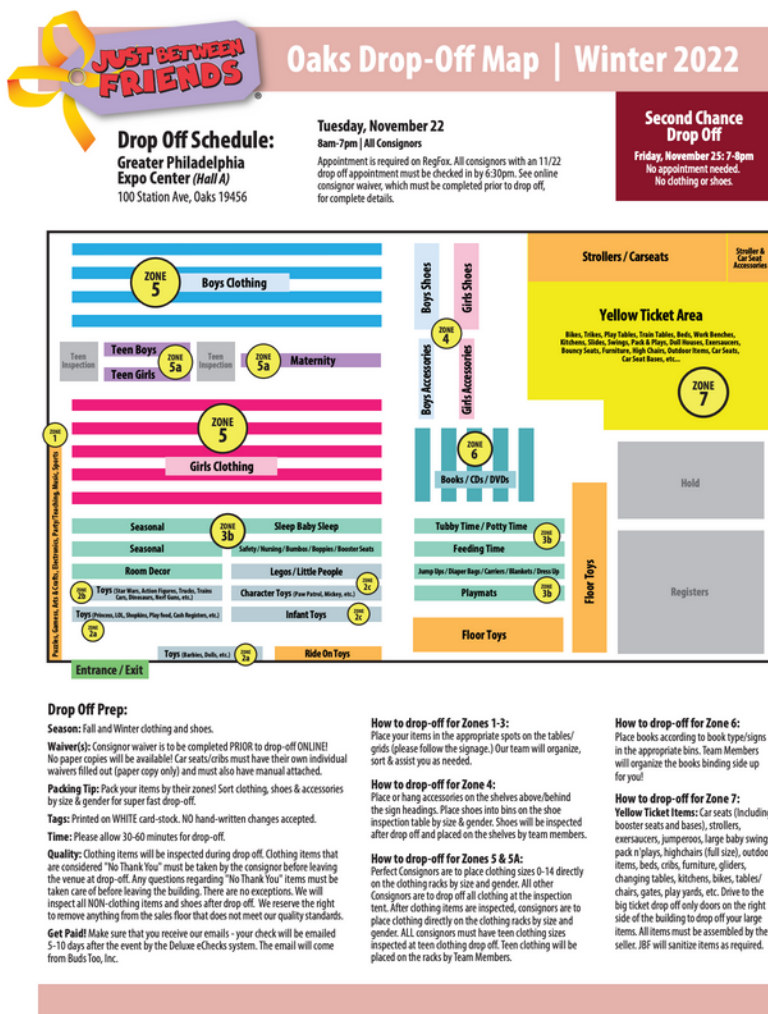 JUST BETWEEN
FRIENDS
®
Oaks Drop-Off Map | Winter 2022
Drop Off Schedule:
Greater Philadelphia
Expo Center (Hall A)
100 Station Ave, Oaks 19456
Tuesday, November 22
8am-7pm | All Consignors
Appointment is required on RegFox. All consignors with an 11/22
drop off appointment must be checked in by 6:30pm. See online
consignor waiver, which must be completed prior to drop off,
for complete details.
Second Chance
Drop Off
Friday, November 25: 7-8pm
No appointment needed.
No clothing or shoes.
ZONE
5
Boys Clothing
Teen
Inspection
Teen Boys
Teen Girls
ZONE
5a
Teen
Inspection
ZONE
5a
Maternity
ZONE
5
Girls Clothing
ZONE
1
Puzzles, Games, Arts & Crafts, Electronics, Party/Teaching, Music, Sports
Seasonal
ZONE
3b
Sleep Baby Sleep
Seasonal
Safety / Nursing / Bumbos / Boppies / Booster Seats
Room Decor
Legos / Little People
ZONE
2b
Toys (Star Wars, Action Figures, Trucks, Trains
Cars, Dinosaurs, Nerf Guns, etc.)
Character Toys (Paw Patrol, Mickey, etc.)
ZONE
2c
Toys (Princess, LOL, Shopkins, Play food, Cash Registers, etc.)
ZONE
2a
Infant Toys
ZONE
2c
Toys (Barbies, Dolls, etc.)
ZONE
2a
Ride On Toys
Entrance / Exit
Boys Shoes
Girls Shoes
ZONE
4
Boys Accessories
Girls Accessories
ZONE
6
Books / CDs / DVDs
Tubby Time / Potty Time
ZONE
3b
Feeding Time
Jump Ups / Diaper Bags / Carriers / Blankets / Dress Up
Playmats
ZONE
3b
Floor Toys
Floor Toys
Strollers / Carseats
Stroller &
Car Seat
Accessories
Yellow Ticket Area
Bikes, Trikes, Play Tables, Train Tables, Beds, Work Benches,
Kitchens, Slides, Swings, Pack & Plays, Doll Houses, Exersaucers,
Bouncy Seats, Furniture, High Chairs, Outdoor Items, Car Seats,
Car Seat Bases, etc...
ZONE
7
Hold
Registers
Drop Off Prep:
Season: Fall and Winter clothing and shoes.
Waiver(s): Consignor waiver is to be completed PRIOR to drop-off ONLINE!
No paper copies will be available! Car seats/cribs must have their own individual
waivers filled out (paper copy only) and must also have manual attached.
Packing Tip: Pack your items by their zones! Sort clothing, shoes & accessories
by size & gender for super fast drop-off.
Tags: Printed on WHITE card-stock. NO handwritten changes accepted.
Time: Please allow 30-60 minutes for drop-off.
Quality: Clothing items will be inspected during drop off. Clothing items that
are considered "No Thank You" must be taken by the consignor before leaving
the venue at drop-off. Any questions regarding "No Thank You" items must be
taken care of before leaving the building. There are no exceptions. We will
inspect all NON-clothing items and shoes after drop off. We reserve the right
to remove anything from the sales floor that does not meet our quality standards.
Get Paid! Make sure that you receive our emails - your check will be emailed
5-10 days after the event by the Deluxe eChecks system. The email will come
from Buds Too, Inc.
How to drop-off for Zones 1-3:
Place your items in the appropriate spots on the tables/
grids (please follow the signage.) Our team will organize,
sort & assist you as needed.
How to drop-off for Zone 4:
Place or hang accessories on the shelves above/behind
the sign headings. Place shoes into bins on the shoe
inspection table by size & gender. Shoes will be inspected
after drop off and placed on the shelves by team members.
How to drop-off for Zones 5 & 5A:
Perfect Consignors are to place clothing sizes 0-14 directly
on the clothing racks by size and gender. All other
Consignors are to drop off all clothing at the inspection
tent. After clothing items are inspected, consignors are to
place clothing directly on the clothing racks by size and
gender. ALL consignors must have teen clothing sizes
inspected at teen clothing drop off. Teen clothing will be
placed on the racks by Team Members.
How to drop-off for Zone 6:
Place books according to book type/signs
in the appropriate bins. Team Members
will organize the books binding side up
for you!
How to drop-off for Zone 7:
Yellow Ticket Items: Car seats (Including
booster seats and bases), strollers,
exersaucers, jumperoos, large baby swing
pack n'plays, highchairs (full size), outdoo
items, beds, cribs, furniture, gliders,
changing tables, kitchens, bikes, tables/
chairs, gates, play yards, etc. Drive to the
big ticket drop off only doors on the right
side of the building to drop off your large
items. All items must be assembled by the
seller. JBF will sanitize items as required.